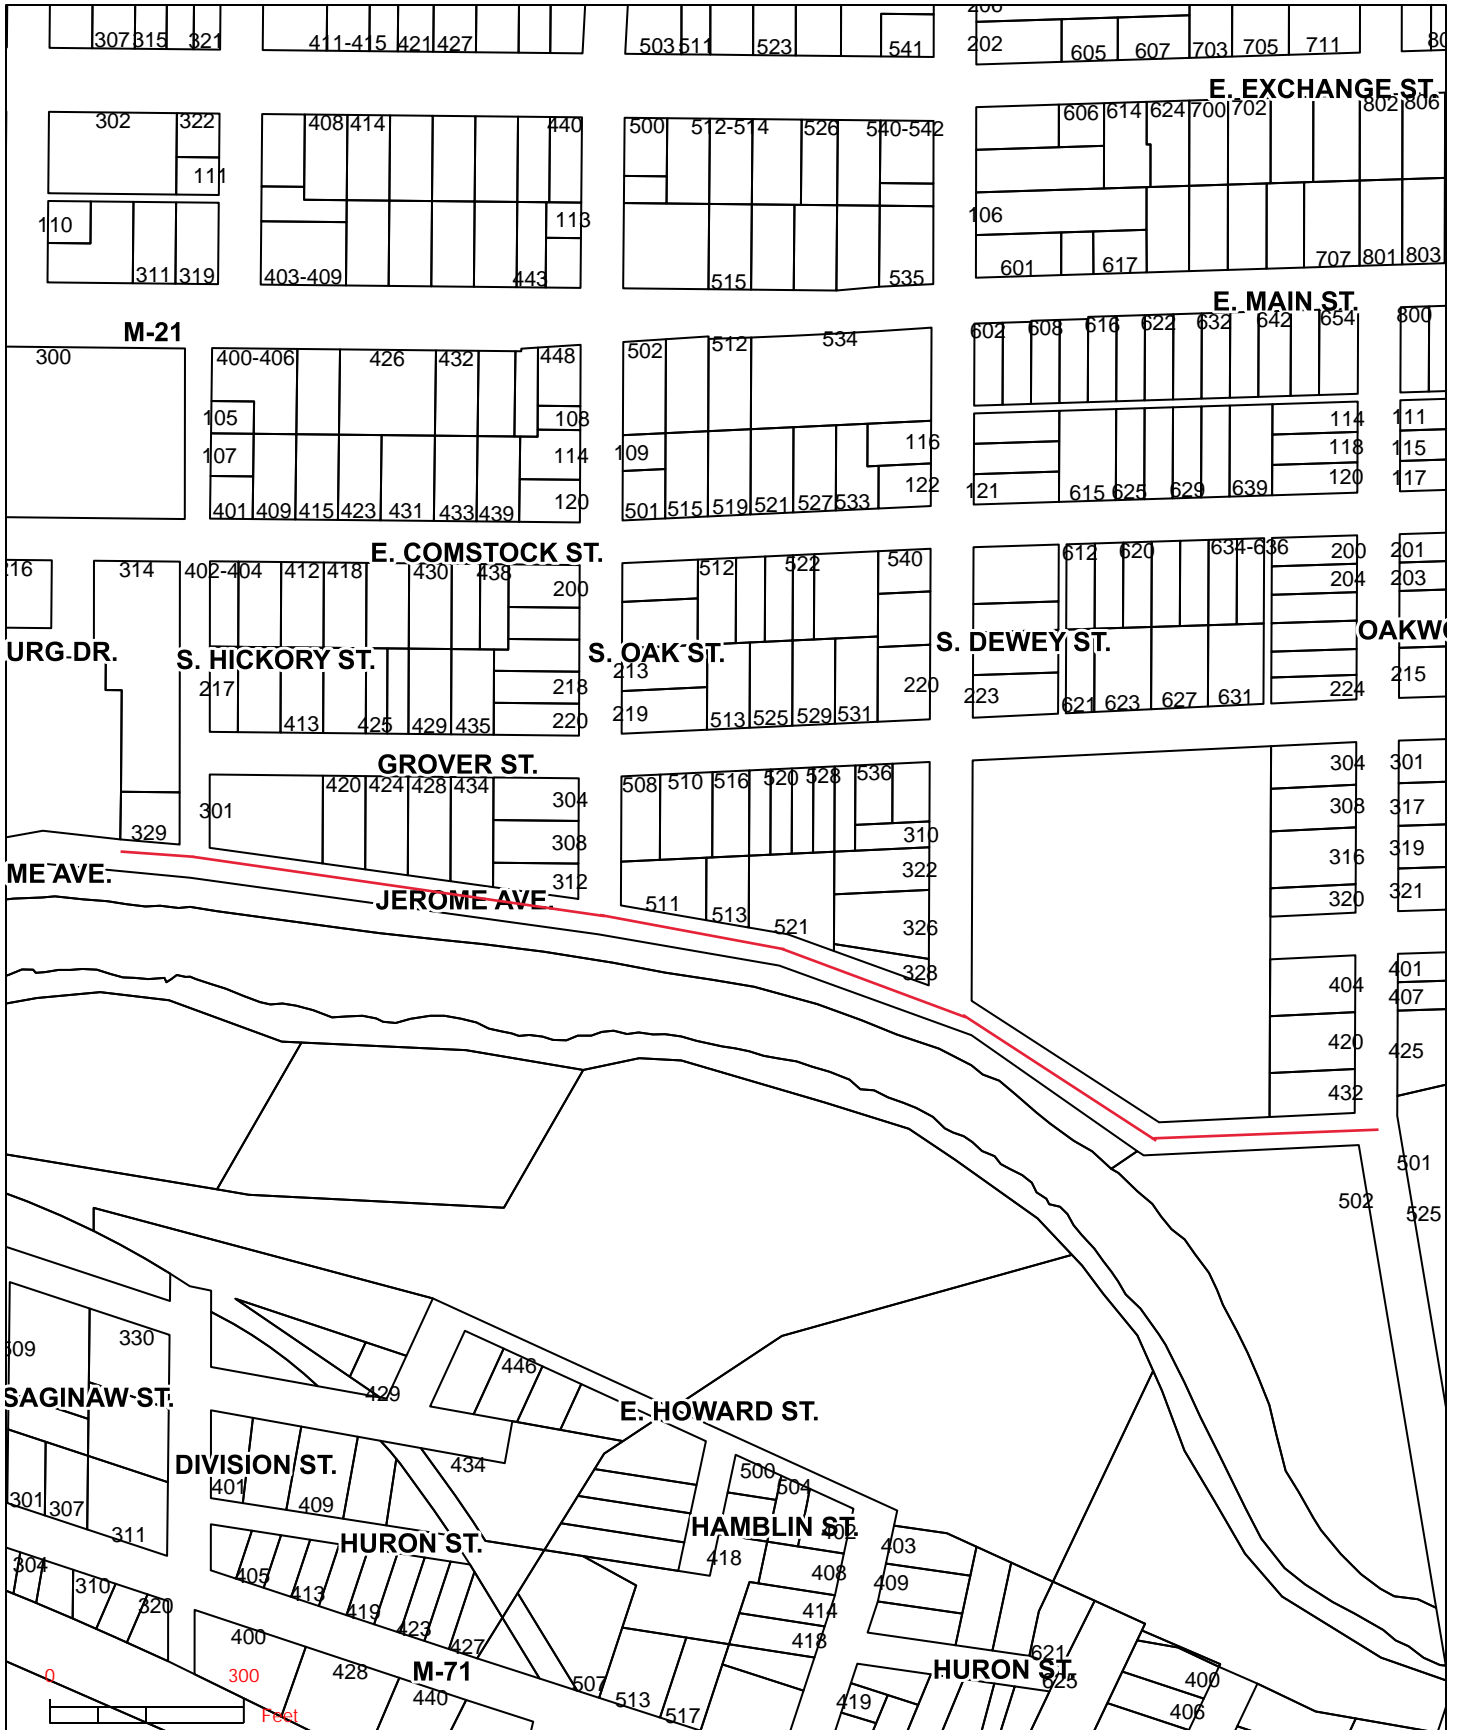 307 315 321 411-415 421 427 503 511 523 541 202 605 607 703 705 711
E. EXCHANGE ST.
302 322 408 414 440 500 512-514 526 540-542 606 614 624 700 702 802 806
111
110 113 106
311 319 403-409 443 515 535 601 617 707 801 803
E. MAIN ST.
M-21
300 400-406 426 432 448 502 512 534 602 608 616 622 632 642 654 800
105 108 114 111
107 114 109 116 118 115
120 122 121 120 117
401 409 415 423 431 433 439 501 515 519 521 527 533 615 625 629 639
E. COMSTOCK ST.
314 402-404 412 418 430 438 512 522 540 612 620 634-636 200 201
200 204 203
URG DR.
S. HICKORY ST.
S. OAK ST.
S. DEWEY ST.
217 218 213 220 223 215
220 219 224
413 425 429 435 513 525 529 531 621 623 627 631
GROVER ST.
420 424 428 434 508 510 516 520 528 536 304 301
301 304 308 317
329 308 310 316 319
312 322 320 321
ME AVE.
JEROME AVE.
511 513 521 326
328 404 401
407
420 425
432
501
502 525
330
446
429
SAGINAW ST.
E. HOWARD ST.
DIVISION ST.
434 500 504
401 409
301 307
311
HURON ST.
HAMBLIN ST.
402 403
418 408 409
304 310 320
405 413 419 423 427
414
418
400 428 440
M-71
507 513 517
HURON ST.
621
625
419 400
406
0 300
Feet